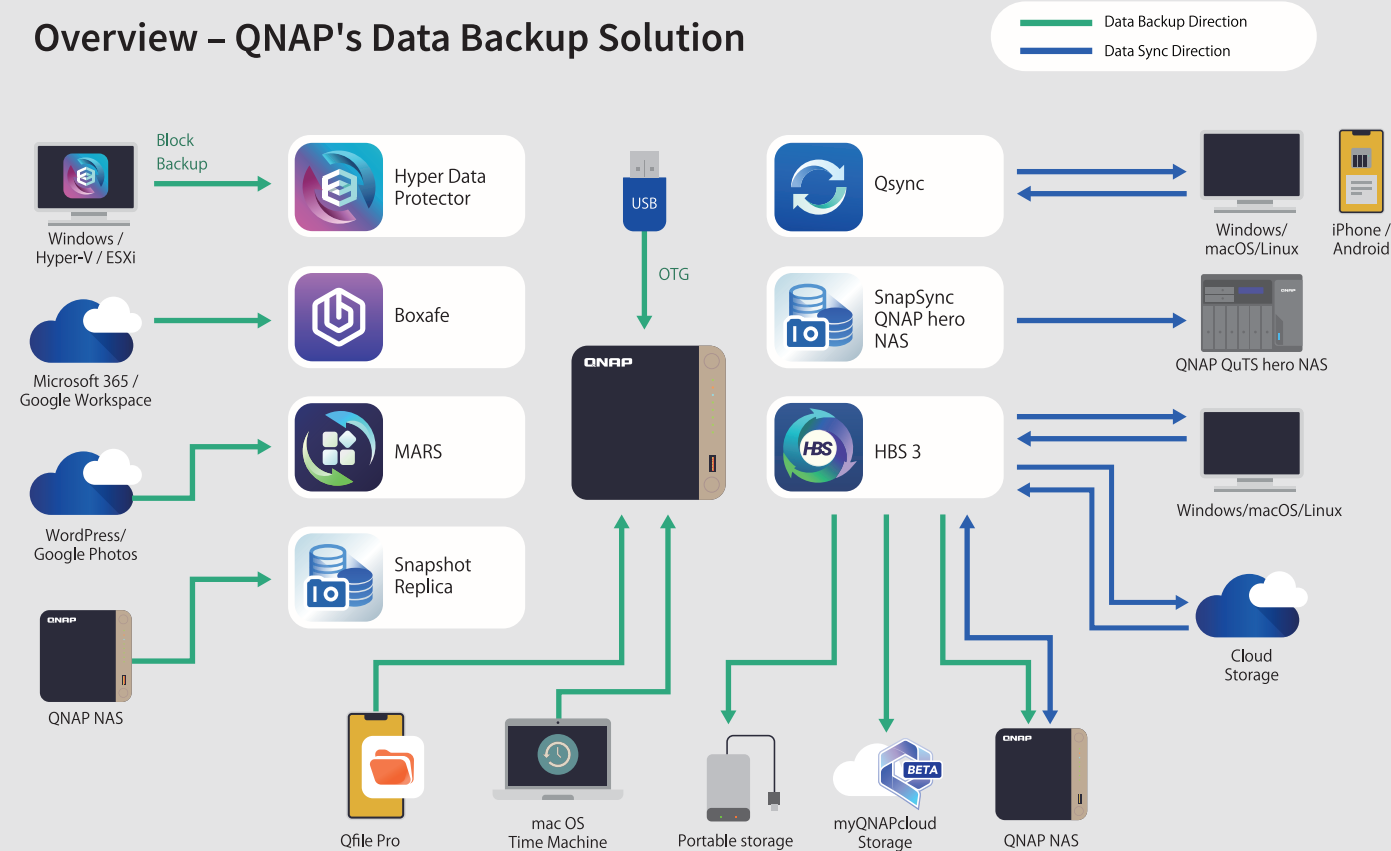 Overview – QNAP's Data Backup Solution
Data Backup Direction
Data Sync Direction
Block
Backup
Windows /
Hyper-V / ESXi
Hyper Data
Protector
Microsoft 365 /
Google Workspace
Boxafe
WordPress/
Google Photos
MARS
QNAP
QNAP NAS
Snapshot
Replica
USB
OTG
QNAP
Qsync
Windows/
macOS/Linux
iPhone /
Android
SnapSync
QNAP hero
NAS
QNAP
QNAP QuTS hero NAS
HBS
HBS 3
Windows/macOS/Linux
Cloud
Storage
Qfile Pro
mac OS
Time Machine
Portable storage
BETA
myQNAPcloud
Storage
QNAP
QNAP NAS